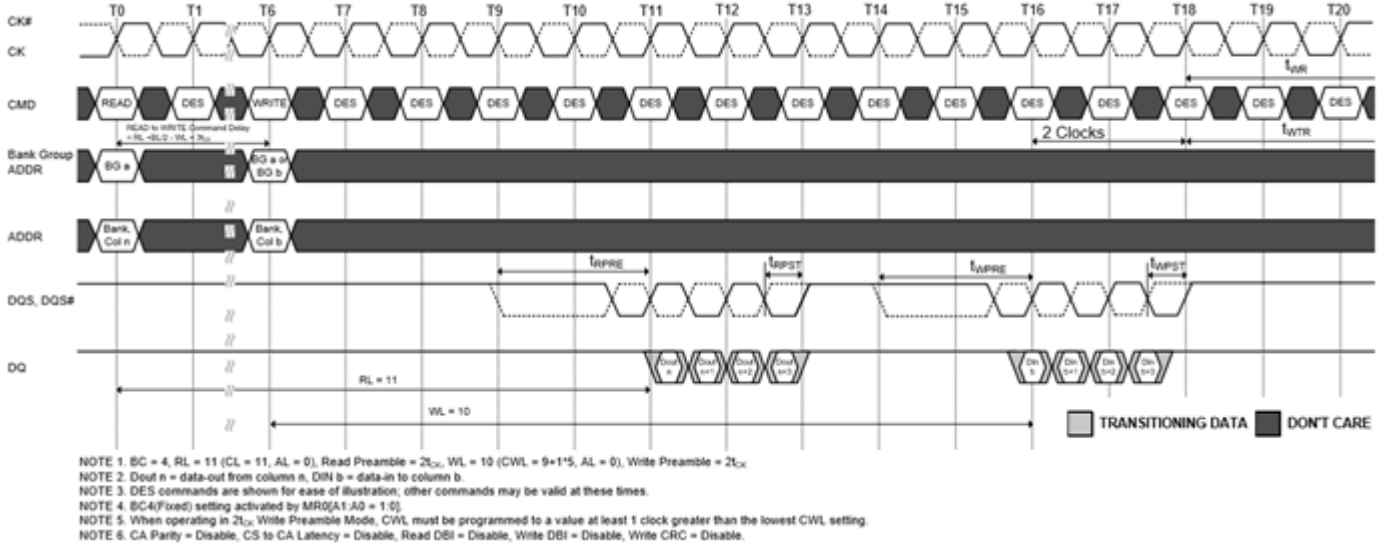 T0 T1 T6 T7 T8 T9 T10 T11 T12 T13 T14 T15 T16 T17 T18 T19 T20
CK#
CK
tWR
CMD READ DES WRITE DES DES DES DES DES DES DES DES DES DES DES DES DES DES
READ to WRITE Command Delay
= RL +BL/2 - WL + 3tCK
2 Clocks
tWTR
Bank Group
ADDR
BG a
BG a or
BG b
ADDR
Bank,
Col n
Bank,
Col b
tRPRE tRPST tWPRE tWPST
DQS, DQS#
DQ
Dout
n
Dout
n+1
Dout
n+2
Dout
n+3
Din
b
Din
b+1
Din
b+2
Din
b+3
RL = 11
WL = 10
TRANSITIONING DATA DON'T CARE
NOTE 1. BC = 4, RL = 11 (CL = 11, AL = 0), Read Preamble = 2tCK, WL = 10 (CWL = 9+1*5, AL = 0), Write Preamble = 2tCK
NOTE 2. Dout n = data-out from column n, DIN b = data-in to column b.
NOTE 3. DES commands are shown for ease of illustration; other commands may be valid at these times.
NOTE 4. BC4(Fixed) setting activated by MR0[A1:A0 = 1:0].
NOTE 5. When operating in 2tCK Write Preamble Mode, CWL must be programmed to a value at least 1 clock greater than the lowest CWL setting.
NOTE 6. CA Parity = Disable, CS to CA Latency = Disable, Read DBI = Disable, Write DBI = Disable, Write CRC = Disable.